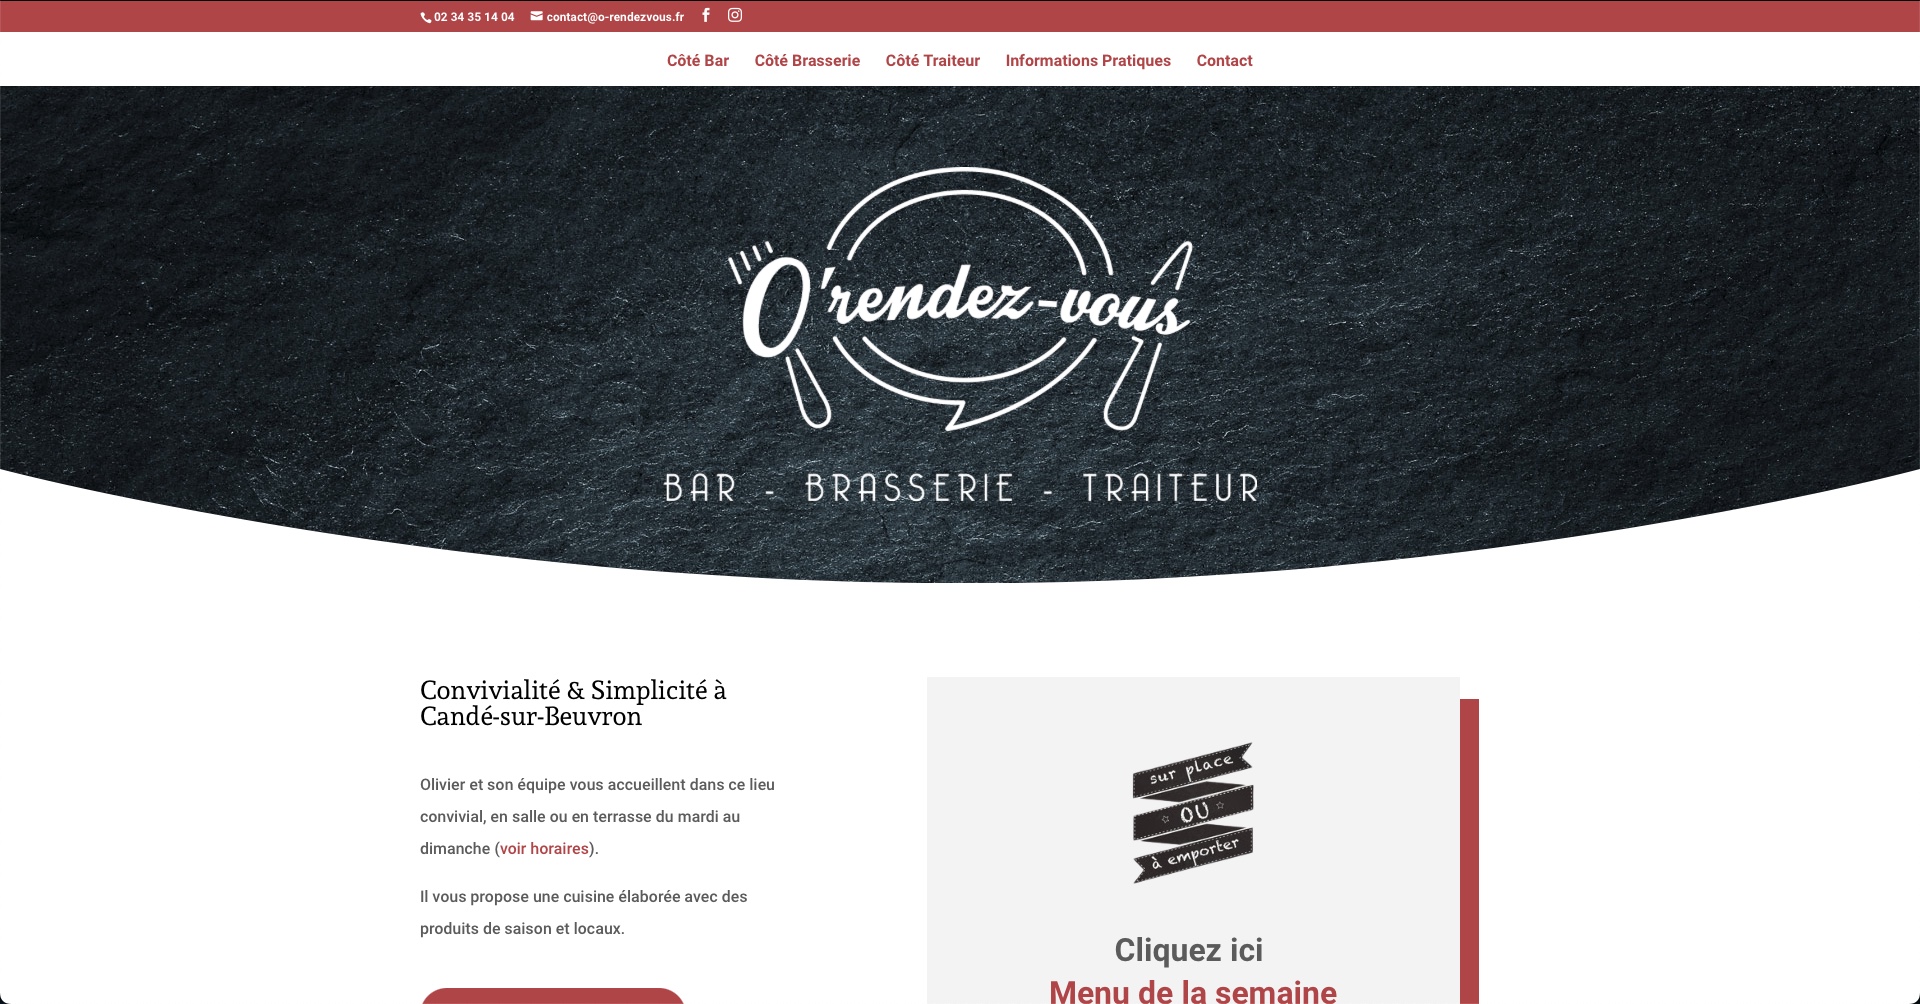 02 34 35 14 04 contact@o-rendezvous.fr
Côté Bar Côté Brasserie Côté Traiteur Informations Pratiques Contact
O'rendez-vous
BAR - BRASSERIE - TRAITEUR
Convivialité & Simplicité à
Candé-sur-Beuvron
Olivier et son équipe vous accueillent dans ce lieu
convivial, en salle ou en terrasse du mardi au
dimanche (voir horaires).
Il vous propose une cuisine élaborée avec des
produits de saison et locaux.
sur place
OU
à emporter
Cliquez ici
Menu de la semaine